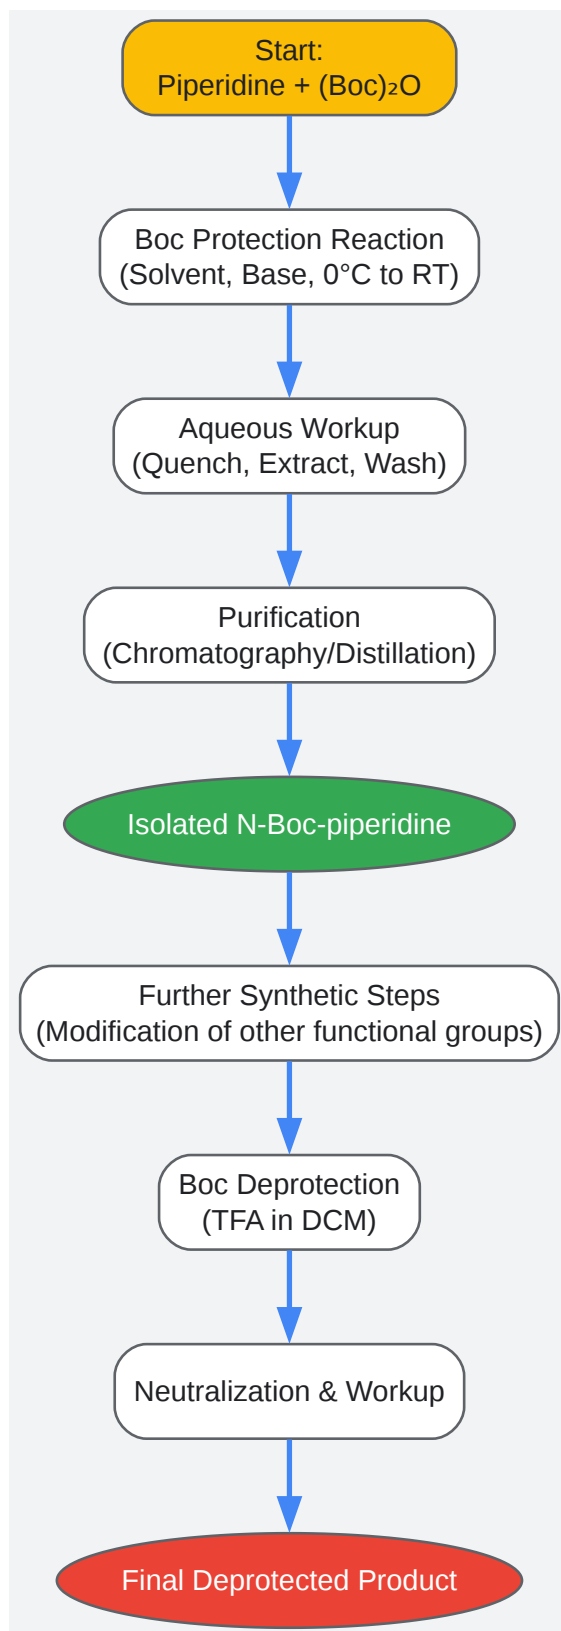 Start:
Piperidine + (Boc)₂O
Boc Protection Reaction
(Solvent, Base, 0°C to RT)
Aqueous Workup
(Quench, Extract, Wash)
Purification
(Chromatography/Distillation)
Isolated N-Boc-piperidine
Further Synthetic Steps
(Modification of other functional groups)
Boc Deprotection
(TFA in DCM)
Neutralization & Workup
Final Deprotected Product